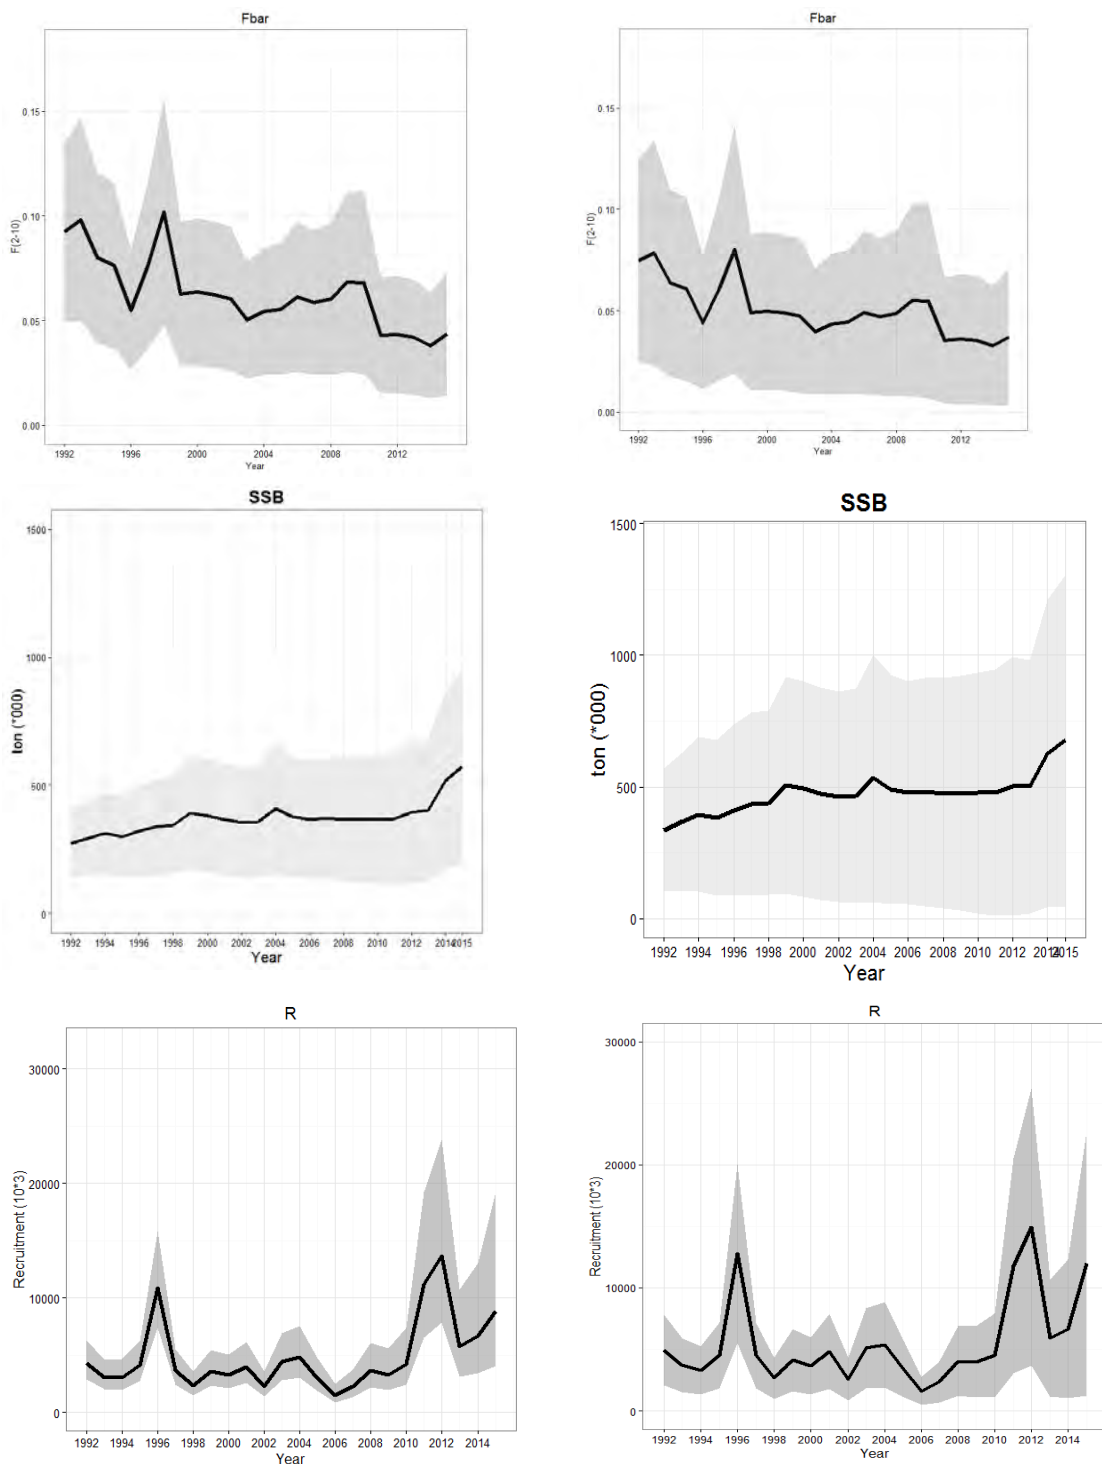 Fbar
0.15
0.10
0.05
0.00
F(2-10)
1992 1996 2000 2004 2008 2012
Year
Fbar
0.15
0.10
0.05
0.00
F(2-10)
1992 1996 2000 2004 2008 2012
Year
SSB
1500
1000
500
0
ton (*000)
1992 1994 1996 1998 2000 2002 2004 2006 2008 2010 2012 2014 2015
Year
SSB
1500
1000
500
0
ton (*000)
1992 1994 1996 1998 2000 2002 2004 2006 2008 2010 2012 2014 2015
Year
R
30000
20000
10000
0
Recruitment (10*3)
1992 1994 1996 1998 2000 2002 2004 2006 2008 2010 2012 2014
Year
R
30000
20000
10000
0
Recruitment (10*3)
1992 1994 1996 1998 2000 2002 2004 2006 2008 2010 2012 2014
Year